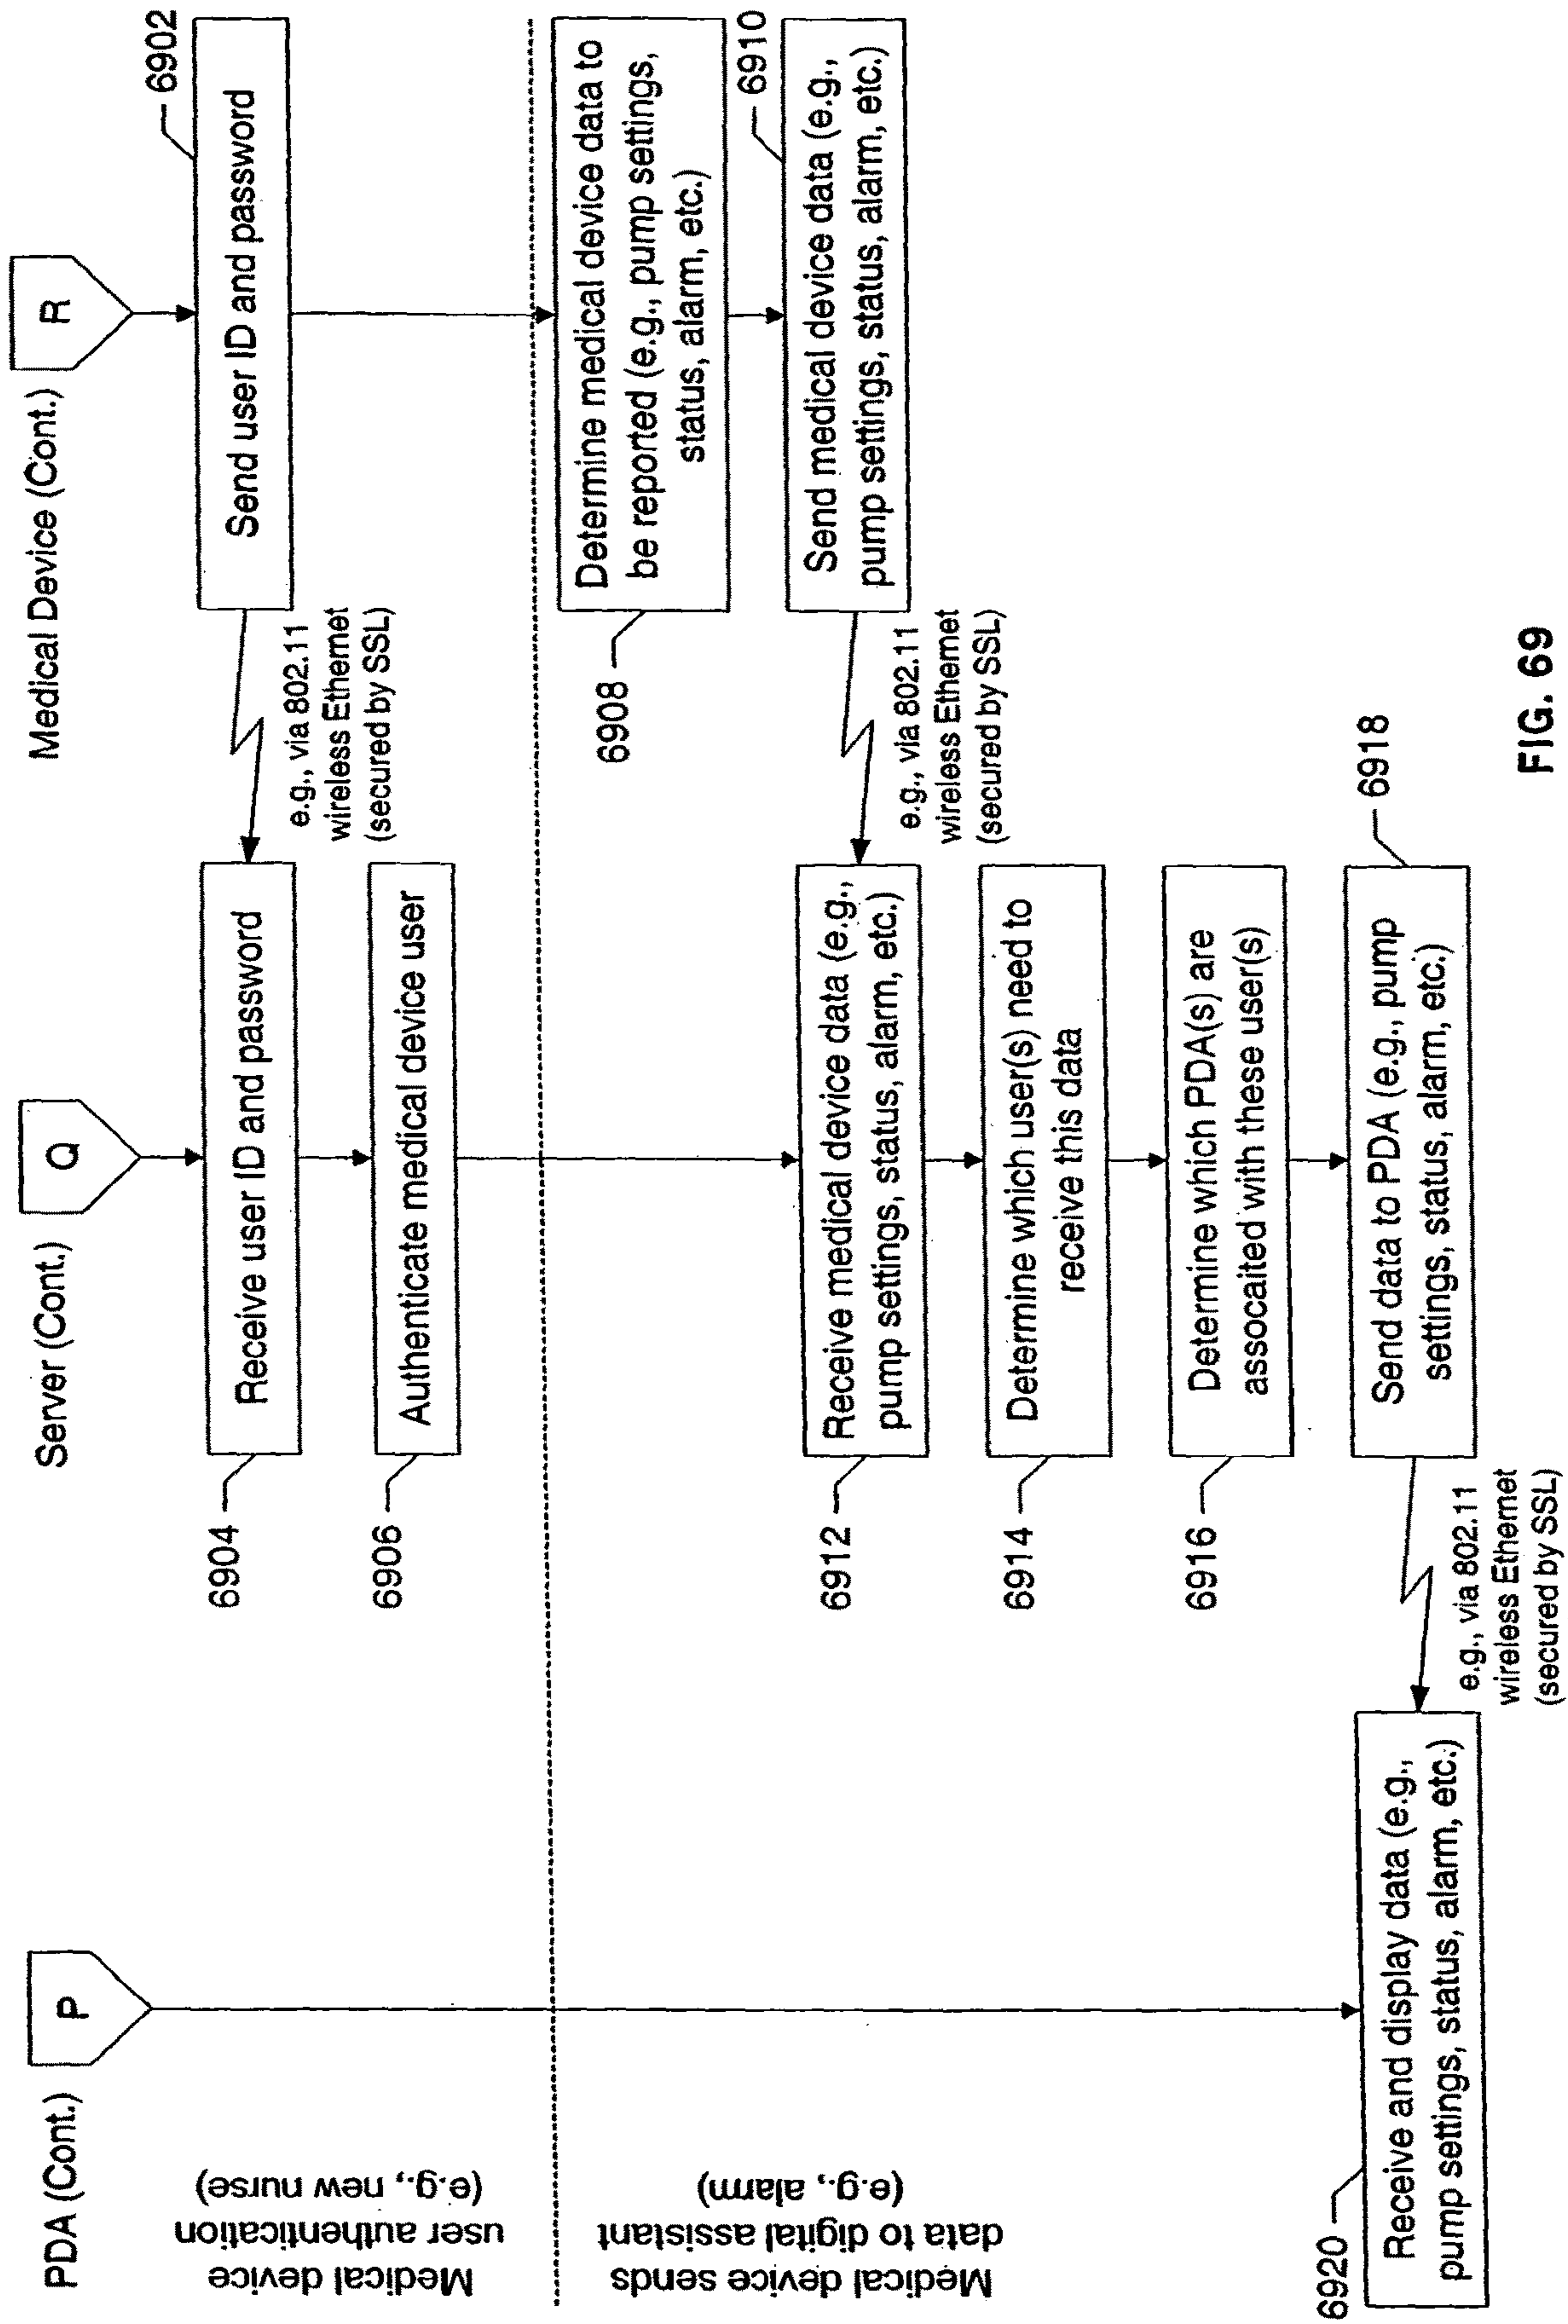 PDA (Cont.)
P
Server (Cont.)
Q
Medical Device (Cont.)
R
Medical device
user authentication
(e.g., new nurse)
6902
Send user ID and password
e.g., via 802.11
wireless Ethernet
(secured by SSL)
6904
Receive user ID and password
6906
Authenticate medical device user
Medical device sends
data to digital assistant
(e.g., alarm)
6908
Determine medical device data to
be reported (e.g., pump settings,
status, alarm, etc.)
6910
Send medical device data (e.g.,
pump settings, status, alarm, etc.)
e.g., via 802.11
wireless Ethernet
(secured by SSL)
6912
Receive medical device data (e.g.,
pump settings, status, alarm, etc.)
6914
Determine which user(s) need to
receive this data
6916
Determine which PDA(s) are
assocaited with these user(s)
6918
Send data to PDA (e.g., pump
settings, status, alarm, etc.)
e.g., via 802.11
wireless Ethernet
(secured by SSL)
6920
Receive and display data (e.g.,
pump settings, status, alarm, etc.)
FIG. 69